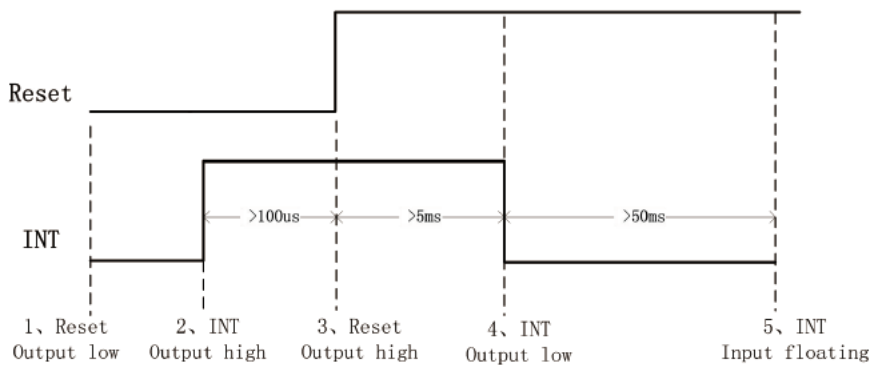 Reset
>100us
>5ms
>50ms
INT
1、Reset 2、INT 3、Reset 4、INT 5、INT
Output low Output high Output high Output low Input floating